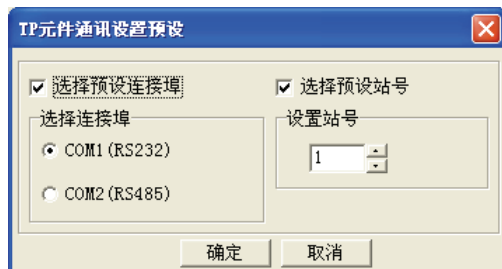 TP元件通讯设置预设
选择预设连接埠
选择预设站号
选择连接埠
设置站号
COM1(RS232)
1
COM2(RS485)
确定
取消